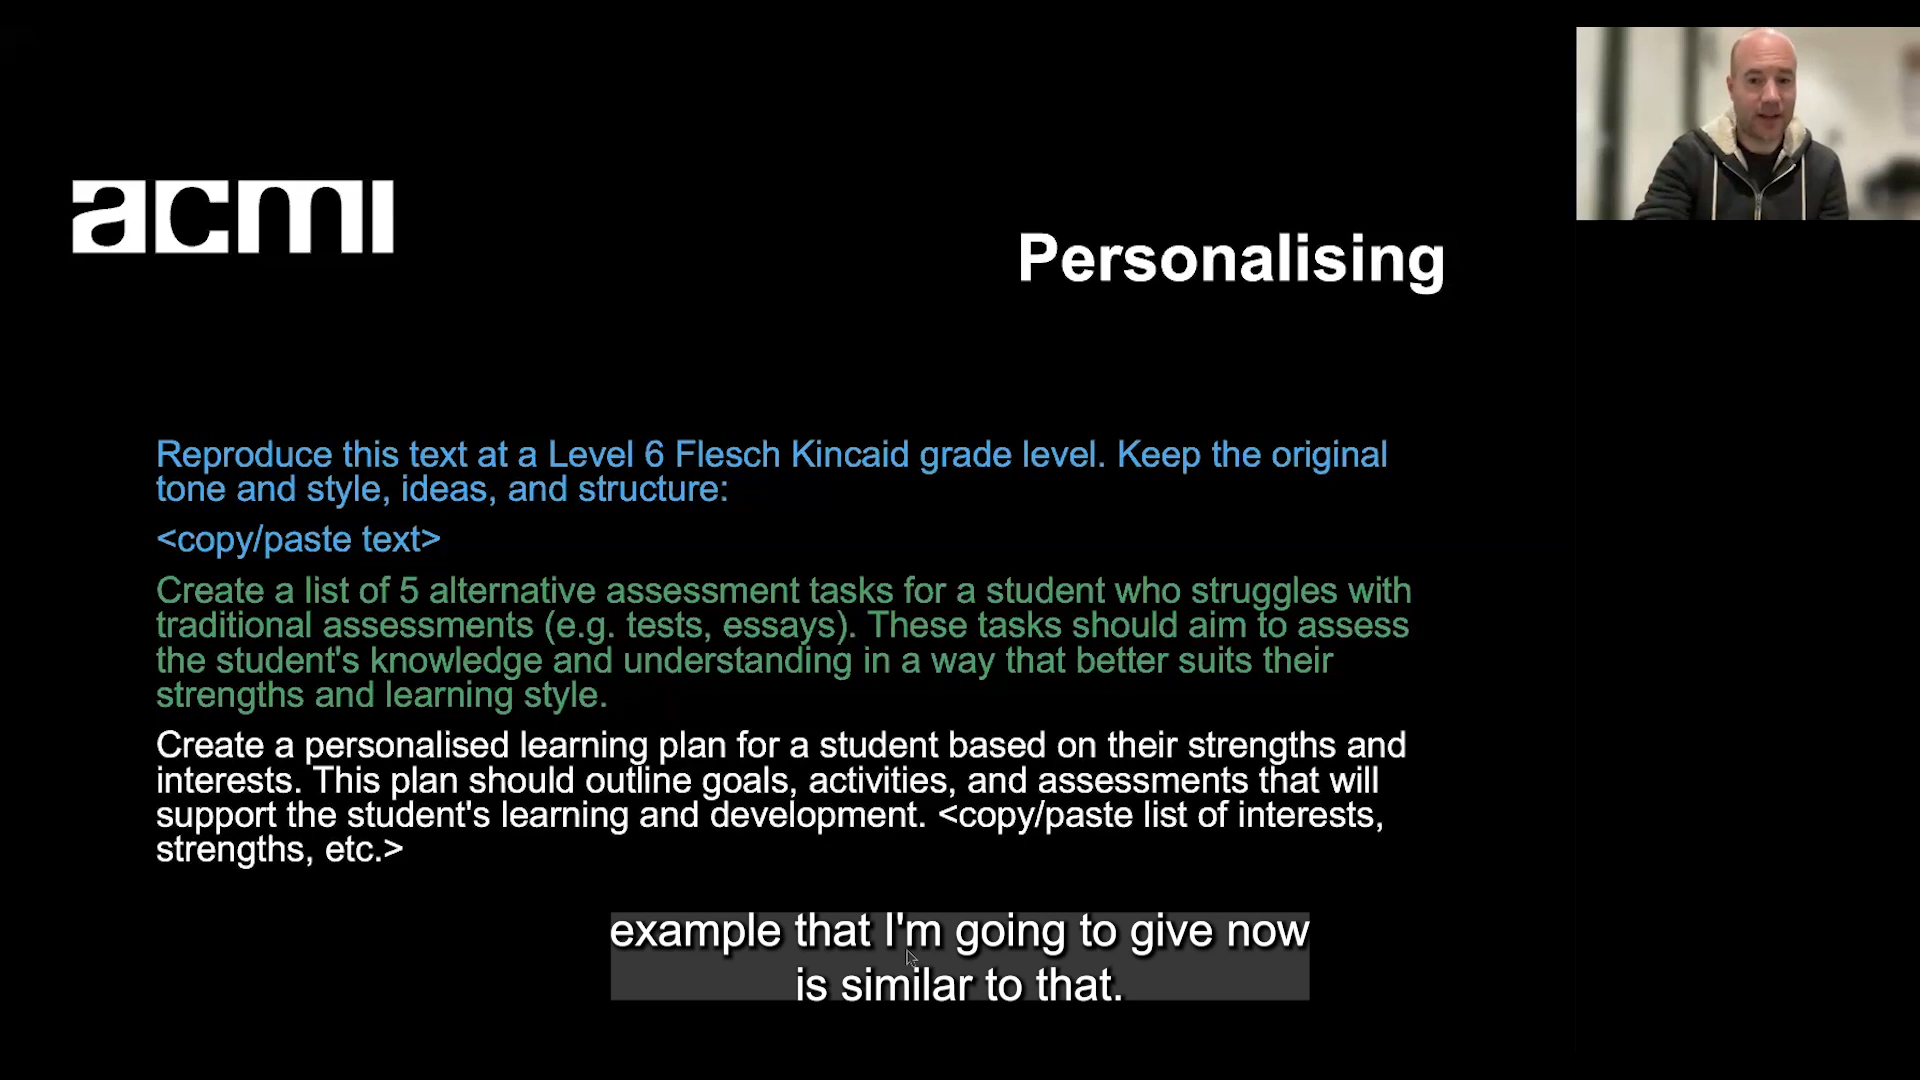 acmi
Personalising
Reproduce this text at a Level 6 Flesch Kincaid grade level. Keep the original
tone and style, ideas, and structure:
<copy/paste text>
Create a list of 5 alternative assessment tasks for a student who struggles with
traditional assessments (e.g. tests, essays). These tasks should aim to assess
the student's knowledge and understanding in a way that better suits their
strengths and learning style.
Create a personalised learning plan for a student based on their strengths and
interests. This plan should outline goals, activities, and assessments that will
support the student's learning and development. <copy/paste list of interests,
strengths, etc.>
example that I'm going to give now
is similar to that.